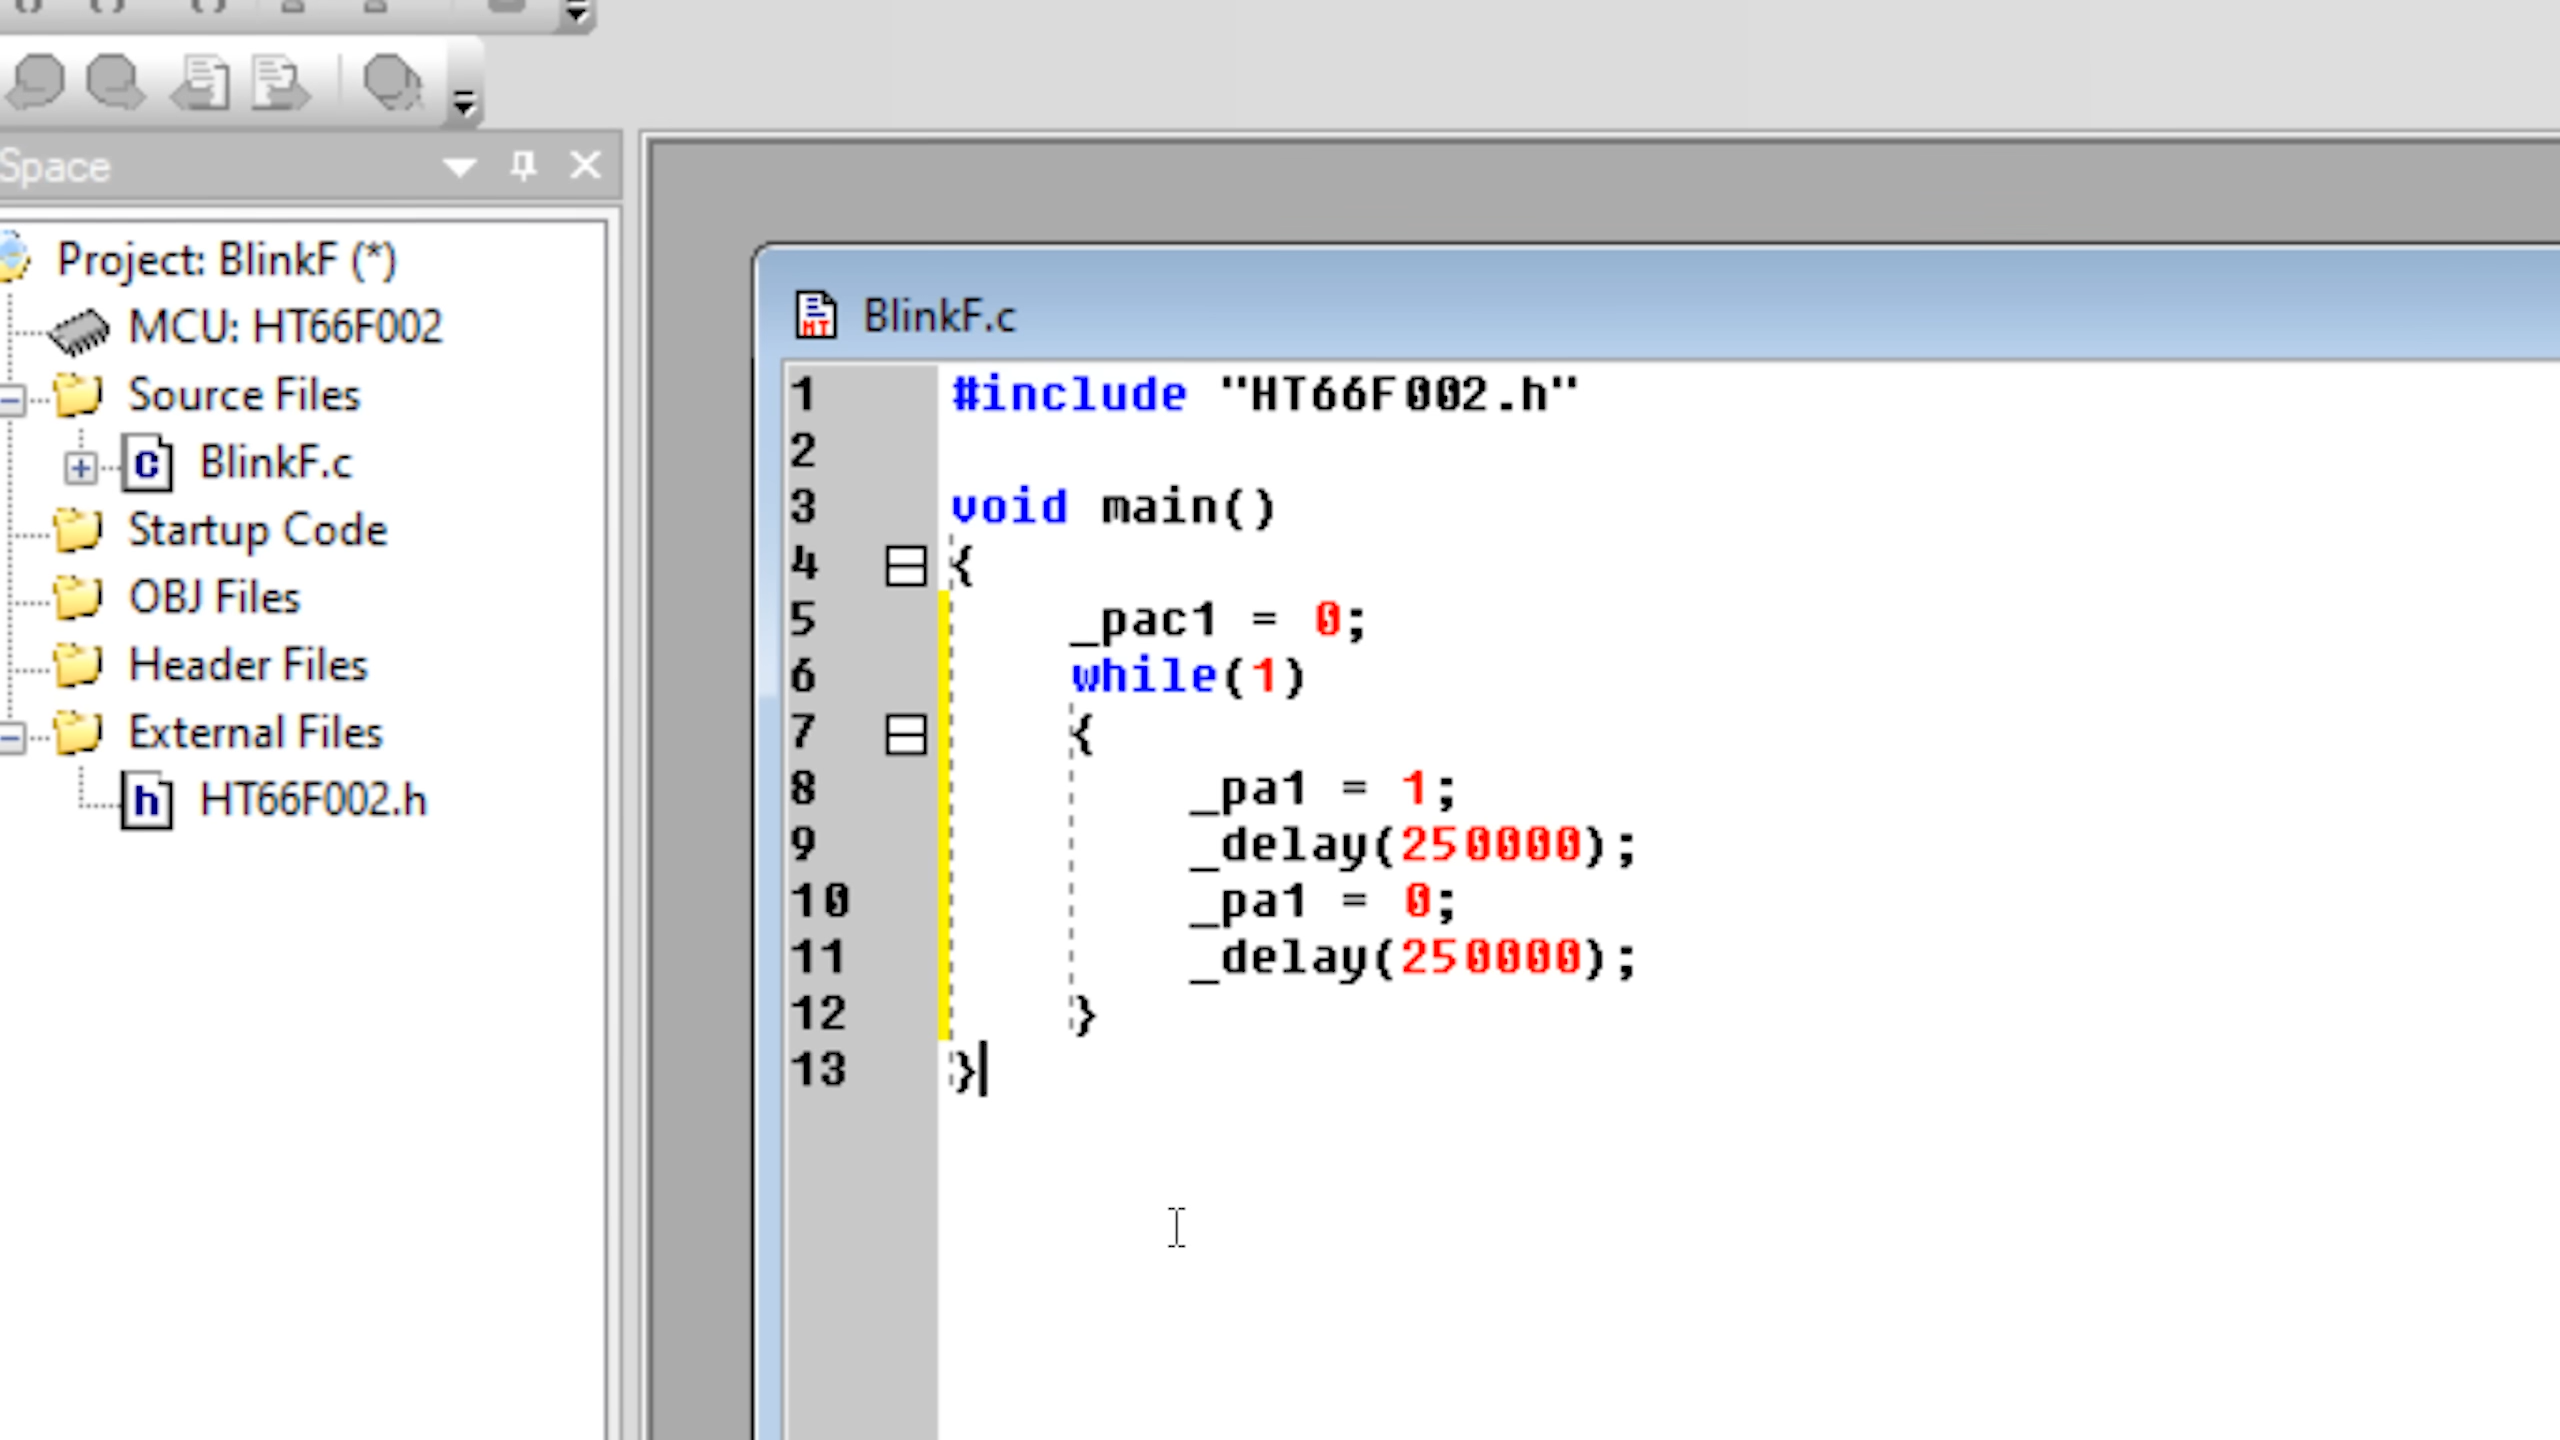 Space
Project: BlinkF (*)
MCU: HT66F002
Source Files
BlinkF.c
Startup Code
OBJ Files
Header Files
External Files
HT66F002.h
BlinkF.c
1 #include "HT66F002.h"
2
3 void main()
4 {
5 _pac1 = 0;
6 while(1)
7 {
8 _pa1 = 1;
9 _delay(250000);
10 _pa1 = 0;
11 _delay(250000);
12 }
13 }